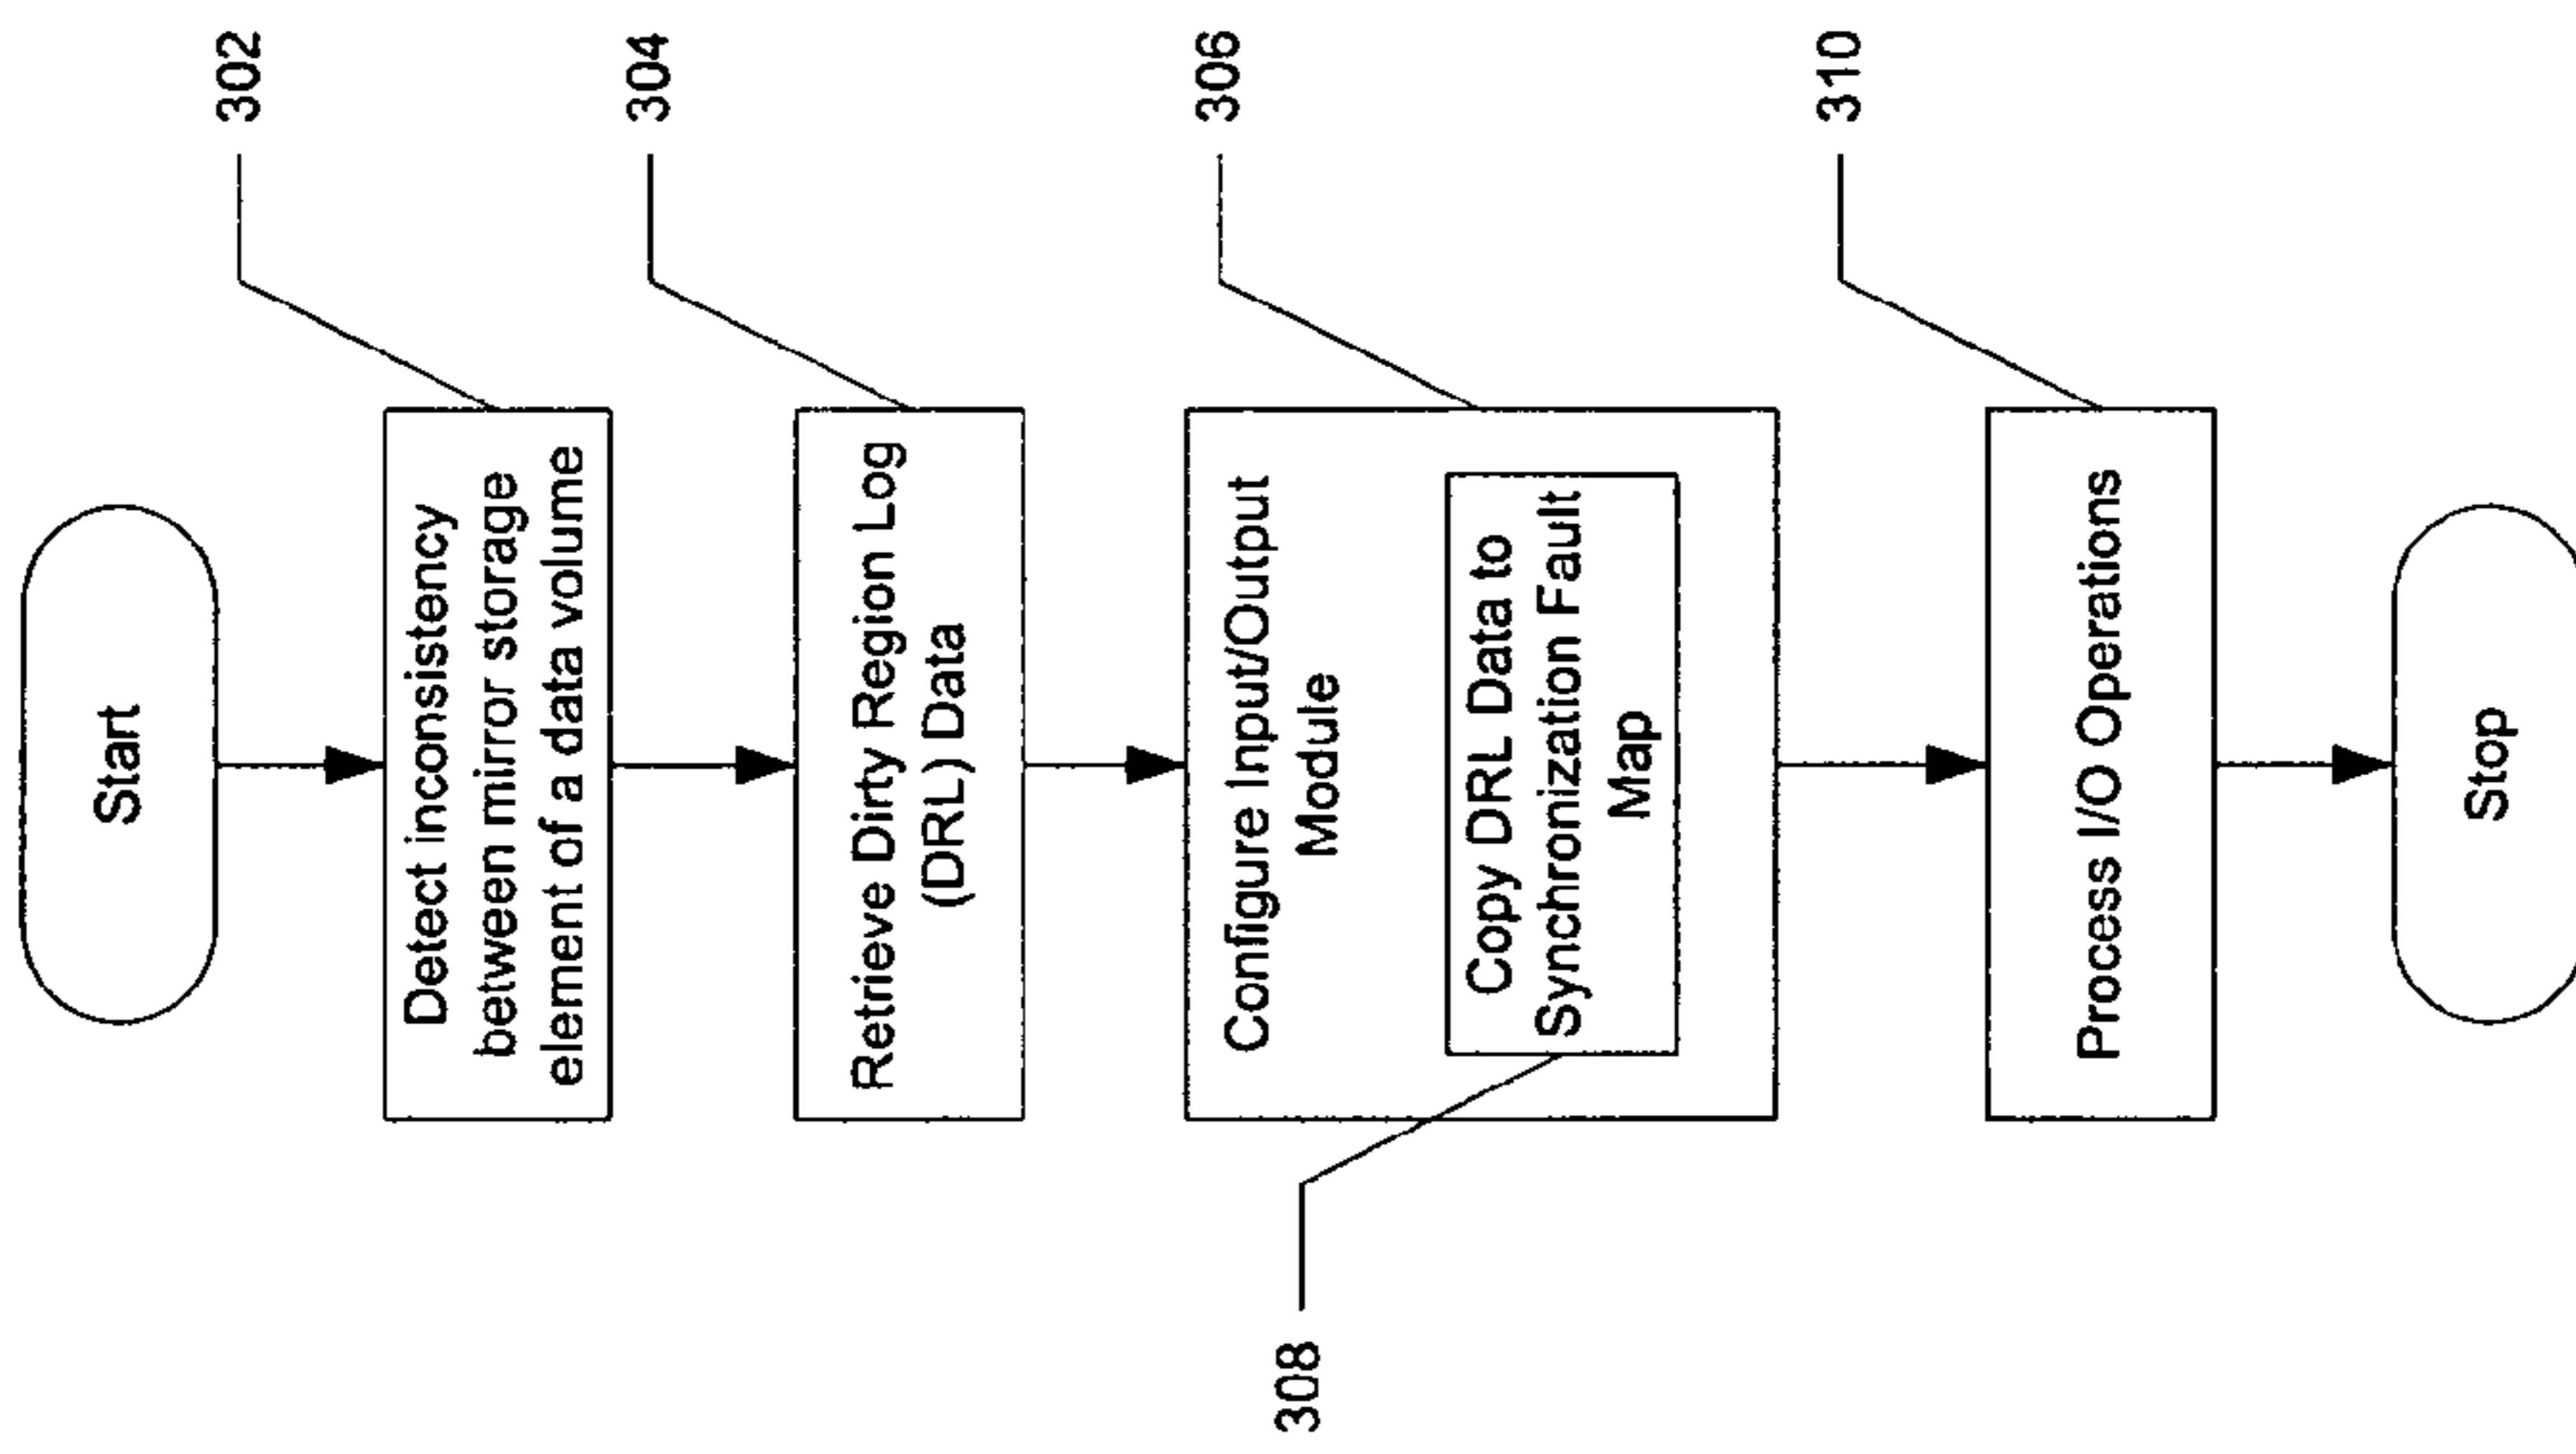 Start
302
Detect inconsistency
between mirror storage
element of a data volume
304
Retrieve Dirty Region Log
(DRL) Data
306
Configure Input/Output
Module
308
Copy DRL Data to
Synchronization Fault
Map
310
Process I/O Operations
Stop